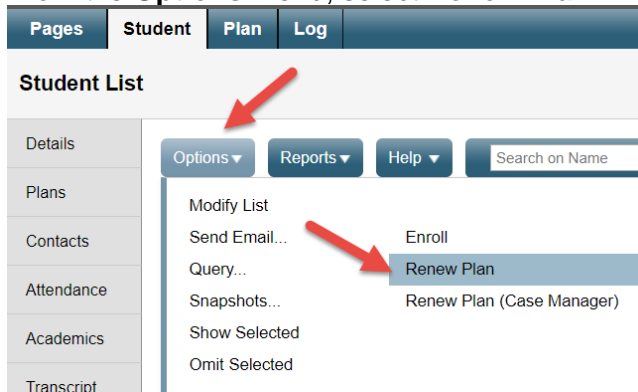 Pages Student Plan Log
Student List
Details
Plans
Contacts
Attendance
Academics
Transcript
Options Reports Help Search on Name
Modify List
Send Email... Enroll
Query... Renew Plan
Snapshots... Renew Plan (Case Manager)
Show Selected
Omit Selected